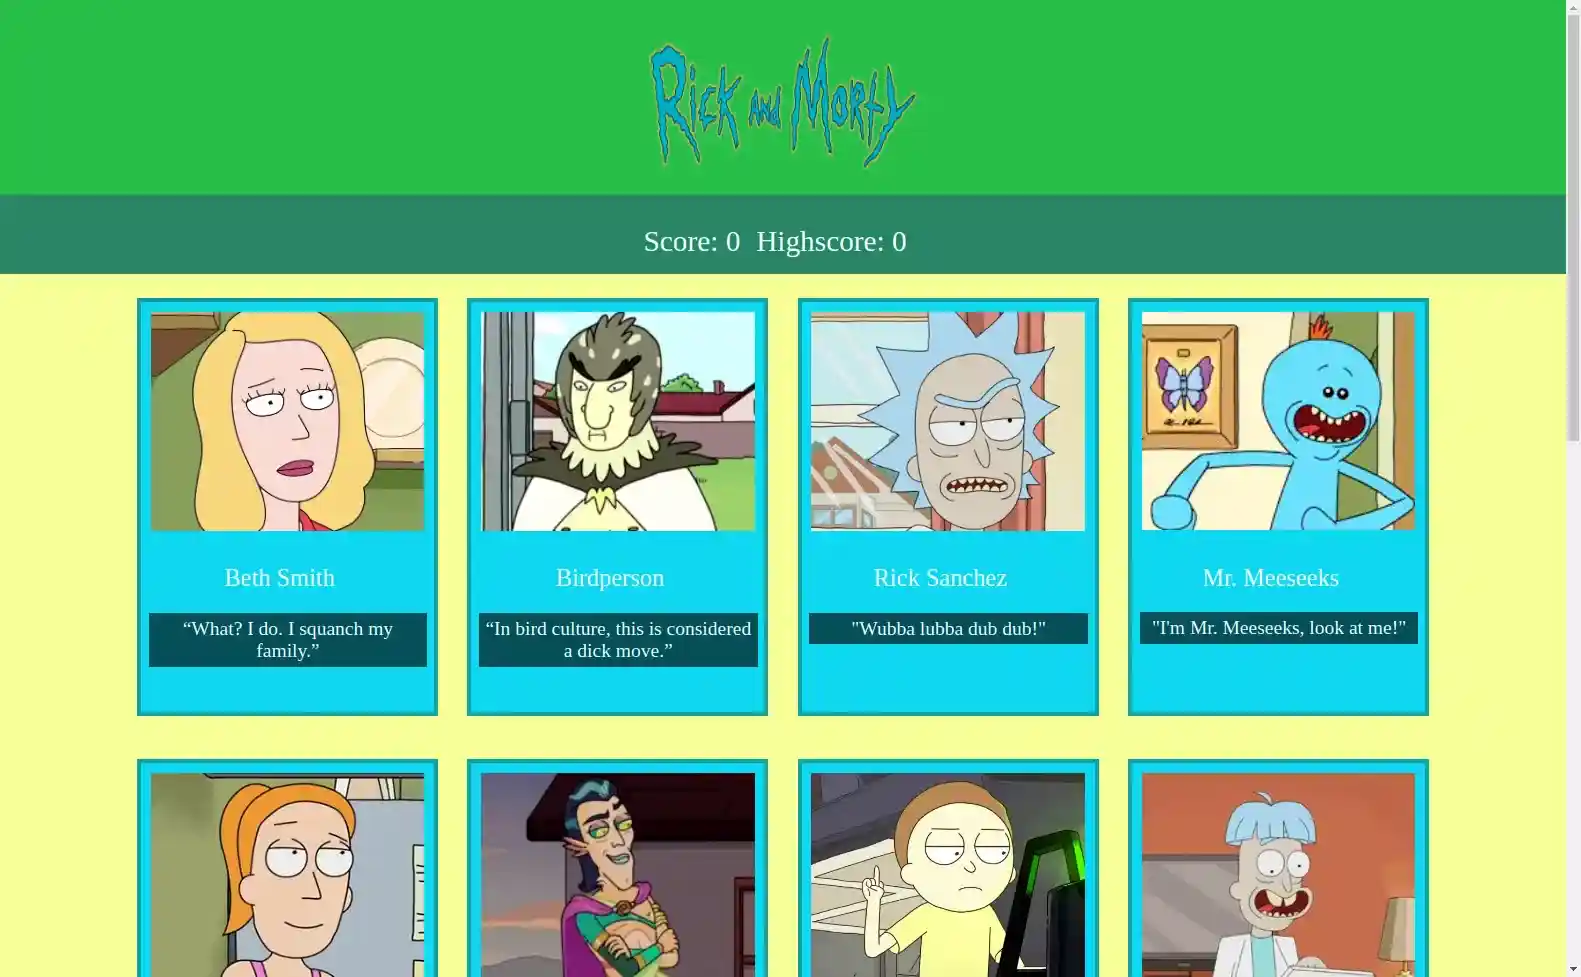 Rick and Morty
Score: 0 Highscore: 0
Beth Smith
Birdperson
Rick Sanchez
Mr. Meeseeks
“What? I do. I squanch my
family.”
“In bird culture, this is considered
a dick move.”
"Wubba lubba dub dub!"
"I'm Mr. Meeseeks, look at me!"